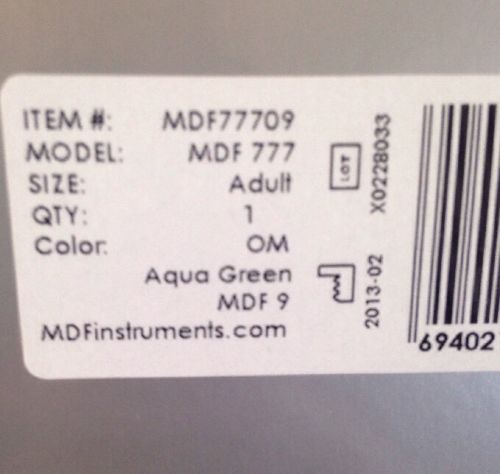 ITEM #: MDF77709
MODEL: MDF 777
SIZE: Adult
QTY: 1
Color: OM
Aqua Green
MDF 9
MDFinstruments.com
LOT X0228033
2013-02
69402